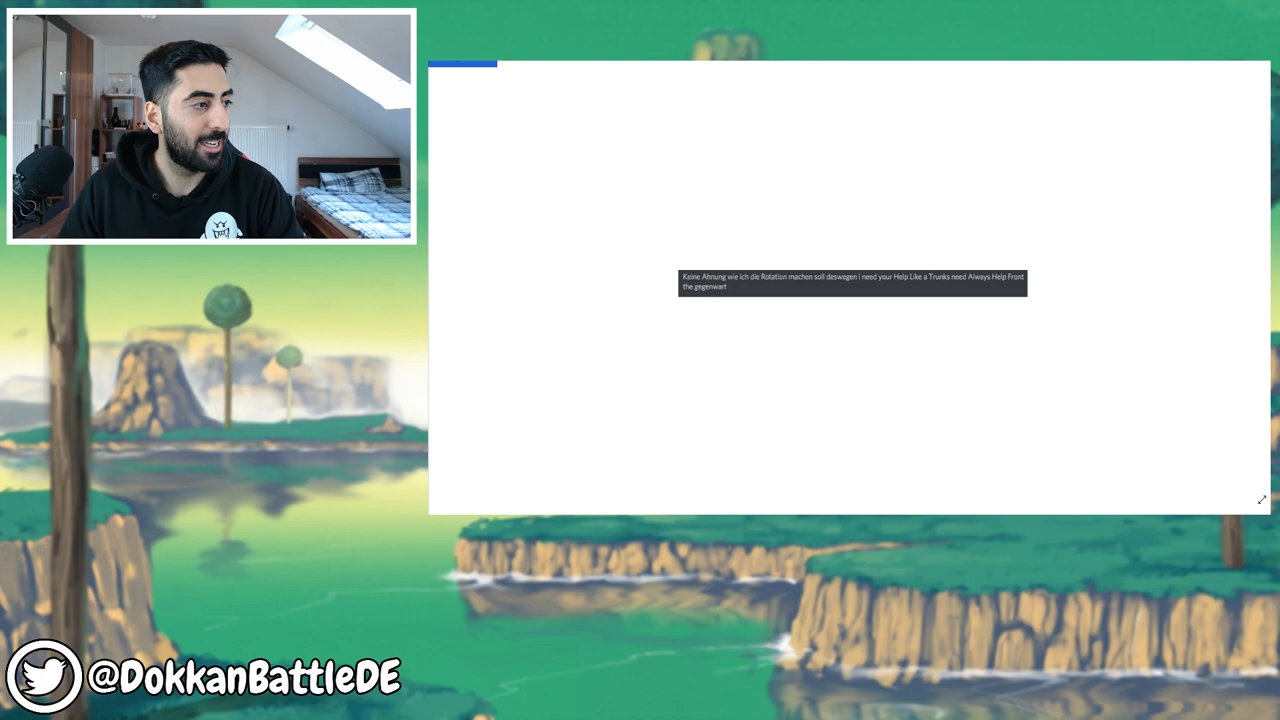 Keine Ahnung wie ich die Rotation machen soll deswegen i need your Help Like a Trunks need Always Help Front
the gegenwart
@DokkanBattleDE